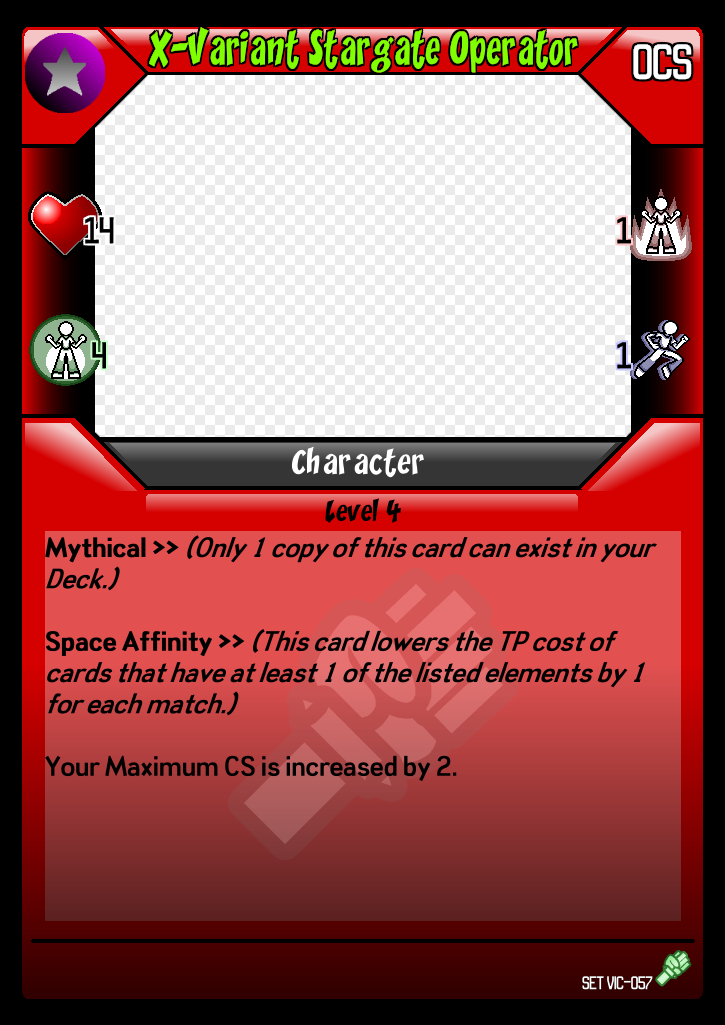 X-Variant Stargate Operator
OCS
14
1
4
1
Character
Level 4
Mythical >> (Only 1 copy of this card can exist in your
Deck.)
Space Affinity >> (This card lowers the TP cost of
cards that have at least 1 of the listed elements by 1
for each match.)
Your Maximum CS is increased by 2.
SET VIC-057